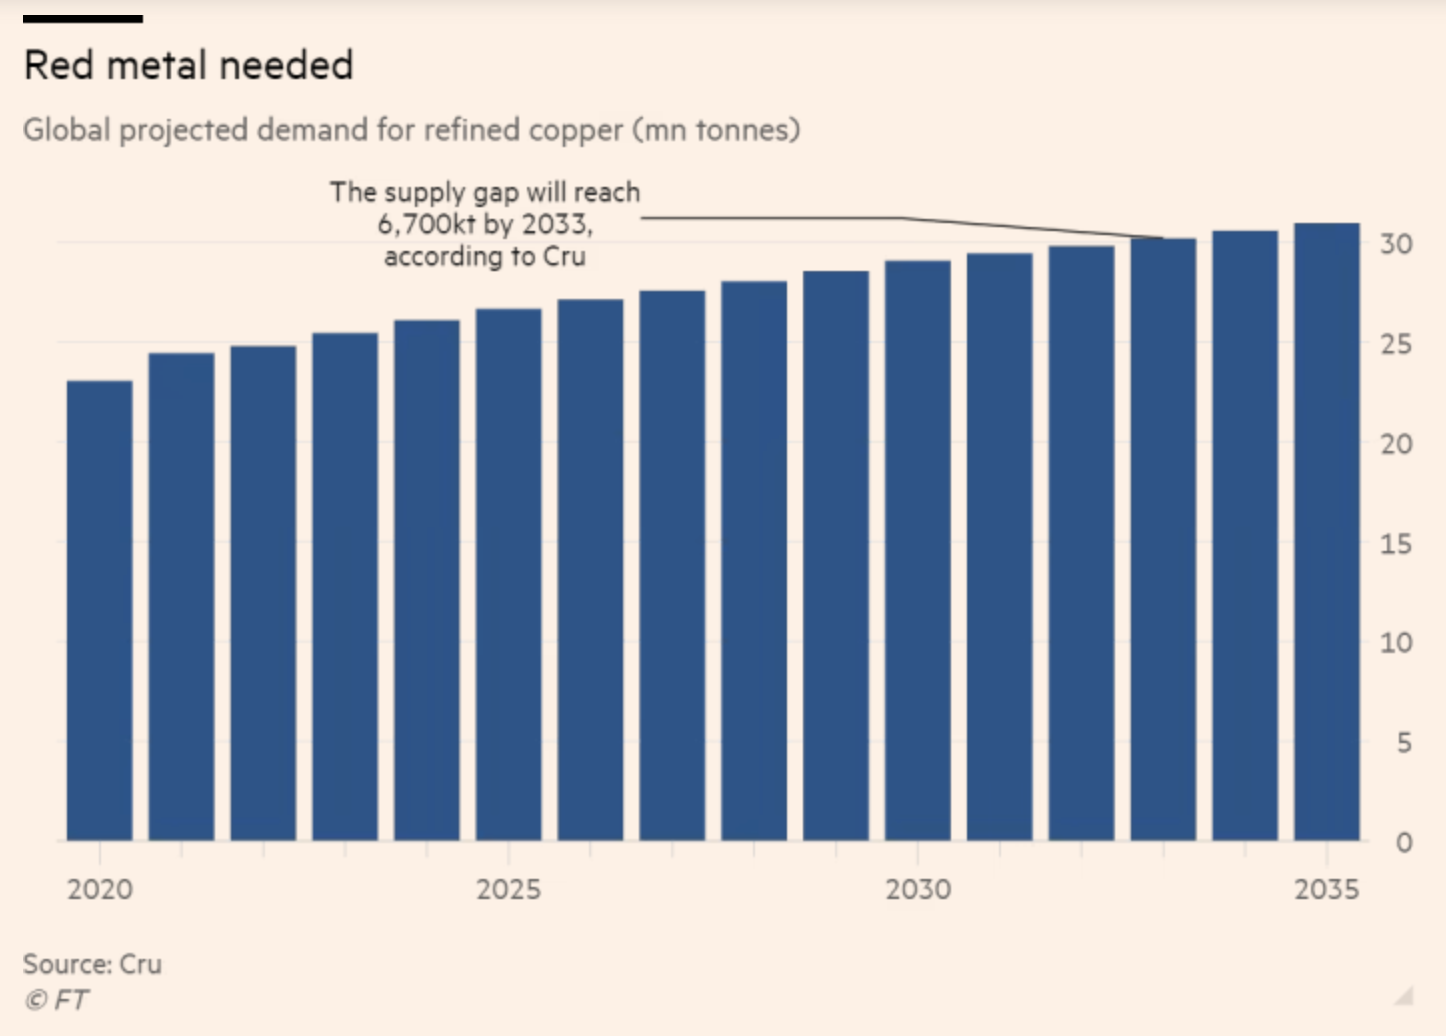 Red metal needed
Global projected demand for refined copper (mn tonnes)
The supply gap will reach
6,700kt by 2033,
according to Cru
30
25
20
15
10
5
0
2020 2025 2030 2035
Source: Cru
© FT